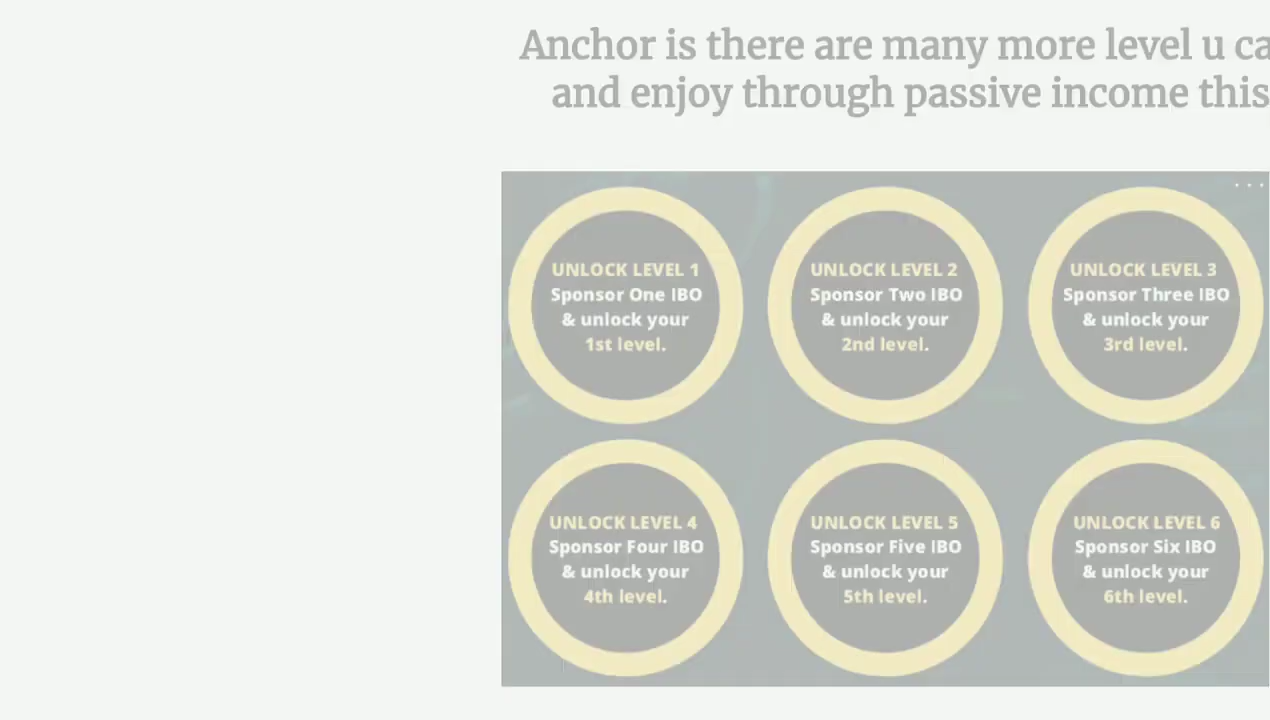 Anchor is there are many more level u ca
and enjoy through passive income this
UNLOCK LEVEL 1
Sponsor One IBO
& unlock your
1st level.
UNLOCK LEVEL 2
Sponsor Two IBO
& unlock your
2nd level.
UNLOCK LEVEL 3
Sponsor Three IBO
& unlock your
3rd level.
UNLOCK LEVEL 4
Sponsor Four IBO
& unlock your
4th level.
UNLOCK LEVEL 5
Sponsor Five IBO
& unlock your
5th level.
UNLOCK LEVEL 6
Sponsor Six IBO
& unlock your
6th level.